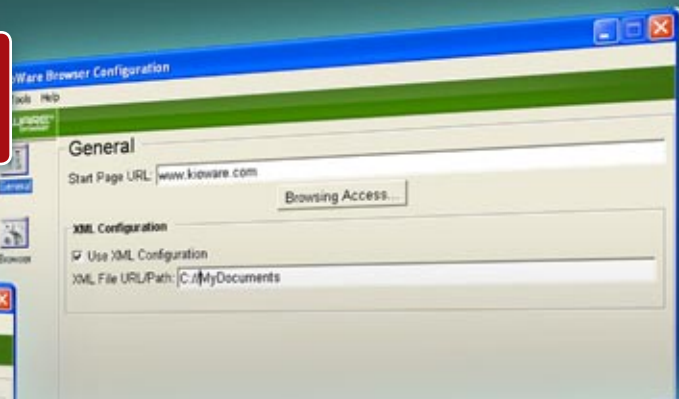 Ware Browser Configuration
Tools Help
General
General
Start Page URL: www.kioware.com
Browsing Access...
XML Configuration
Browser
Use XML Configuration
XML File URL/Path: C://MyDocuments